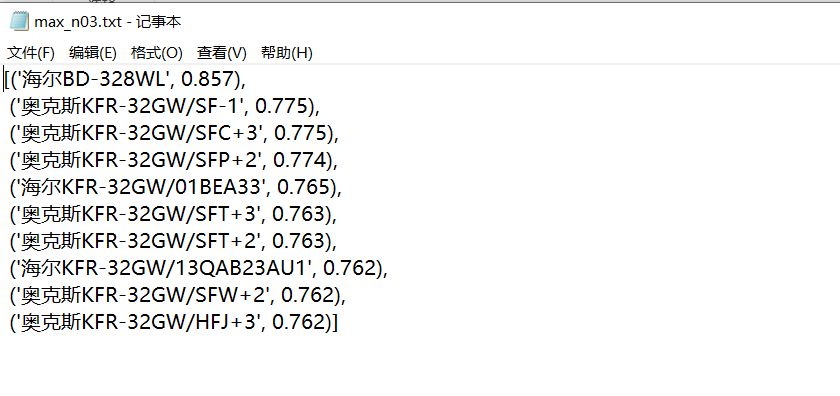 max_n03.txt - 记事本
文件(F) 编辑(E) 格式(O) 查看(V) 帮助(H)
[('海尔BD-328WL', 0.857),
('奥克斯KFR-32GW/SF-1', 0.775),
('奥克斯KFR-32GW/SFC+3', 0.775),
('奥克斯KFR-32GW/SFP+2', 0.774),
('海尔KFR-32GW/01BEA33', 0.765),
('奥克斯KFR-32GW/SFT+3', 0.763),
('奥克斯KFR-32GW/SFT+2', 0.763),
('海尔KFR-32GW/13QAB23AU1', 0.762),
('奥克斯KFR-32GW/SFW+2', 0.762),
('奥克斯KFR-32GW/HFJ+3', 0.762)]